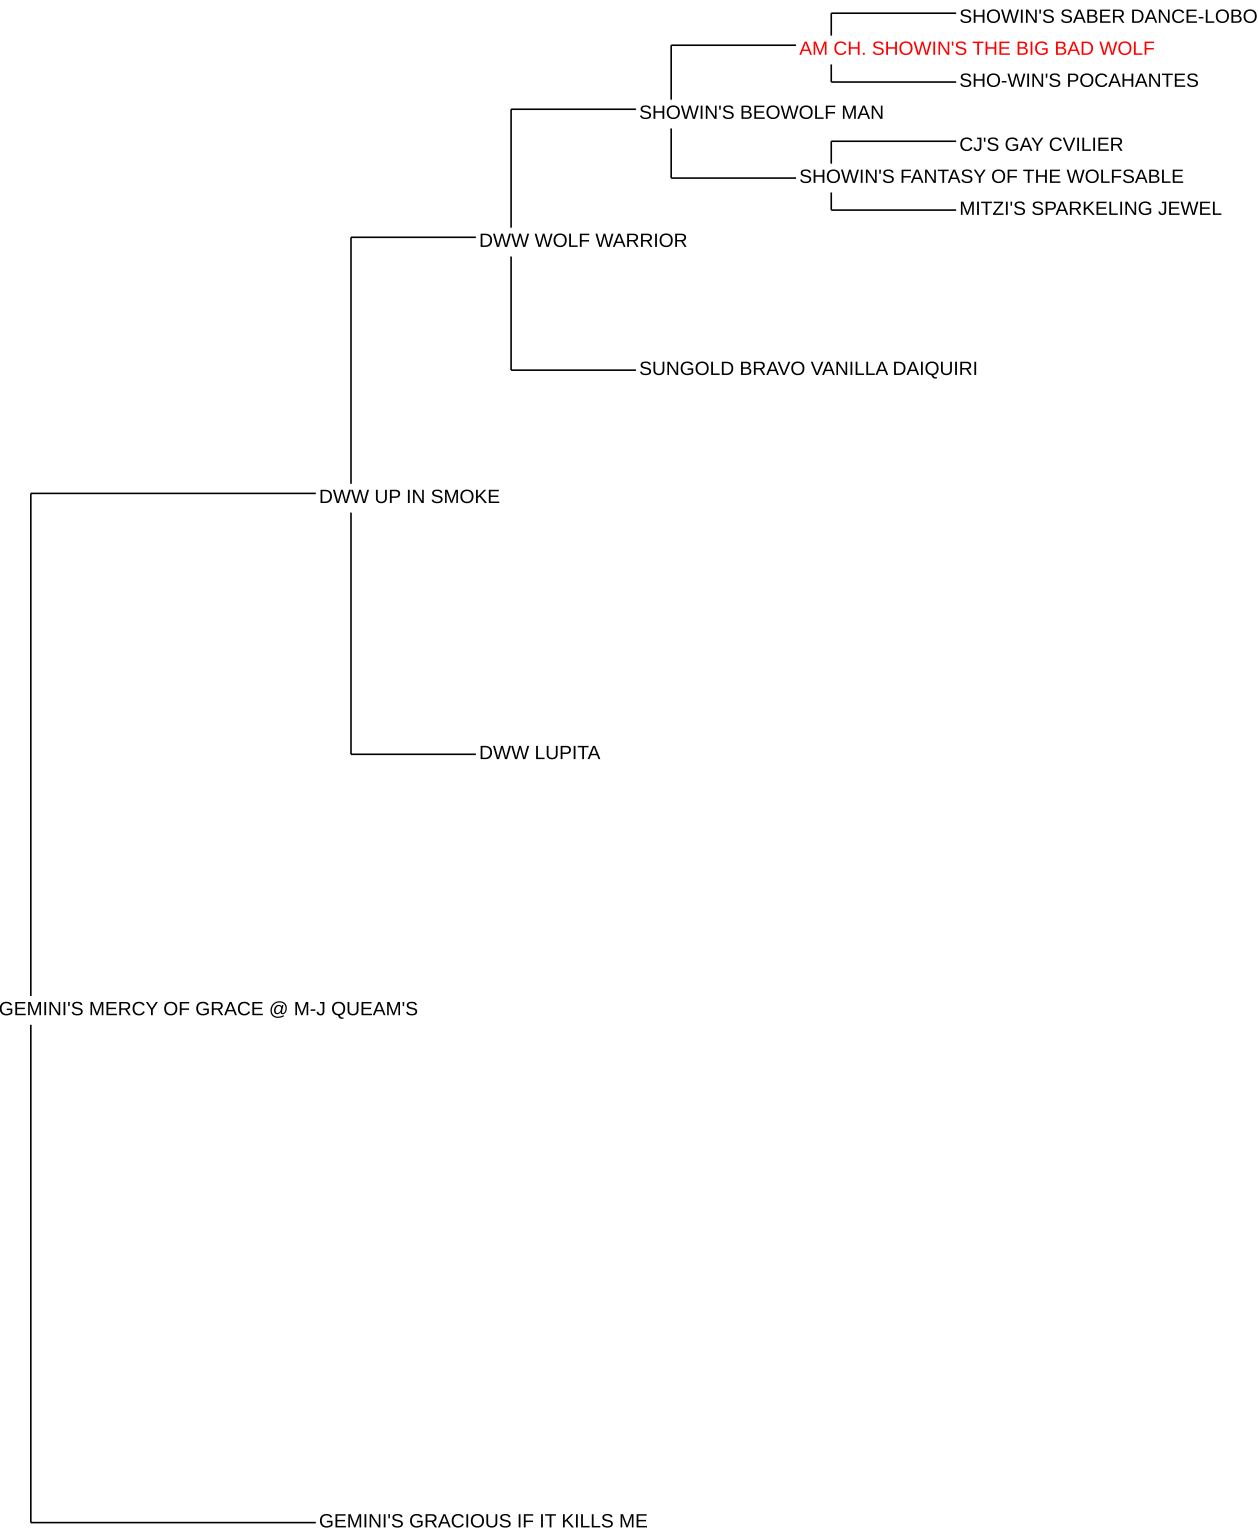 SHOWIN'S SABER DANCE-LOBO
AM CH. SHOWIN'S THE BIG BAD WOLF
SHO-WIN'S POCAHANTES
SHOWIN'S BEOWOLF MAN
CJ'S GAY CVILIER
SHOWIN'S FANTASY OF THE WOLFSABLE
MITZI'S SPARKELING JEWEL
DWW WOLF WARRIOR
SUNGOLD BRAVO VANILLA DAIQUIRI
DWW UP IN SMOKE
DWW LUPITA
GEMINI'S MERCY OF GRACE @ M-J QUEAM'S
GEMINI'S GRACIOUS IF IT KILLS ME